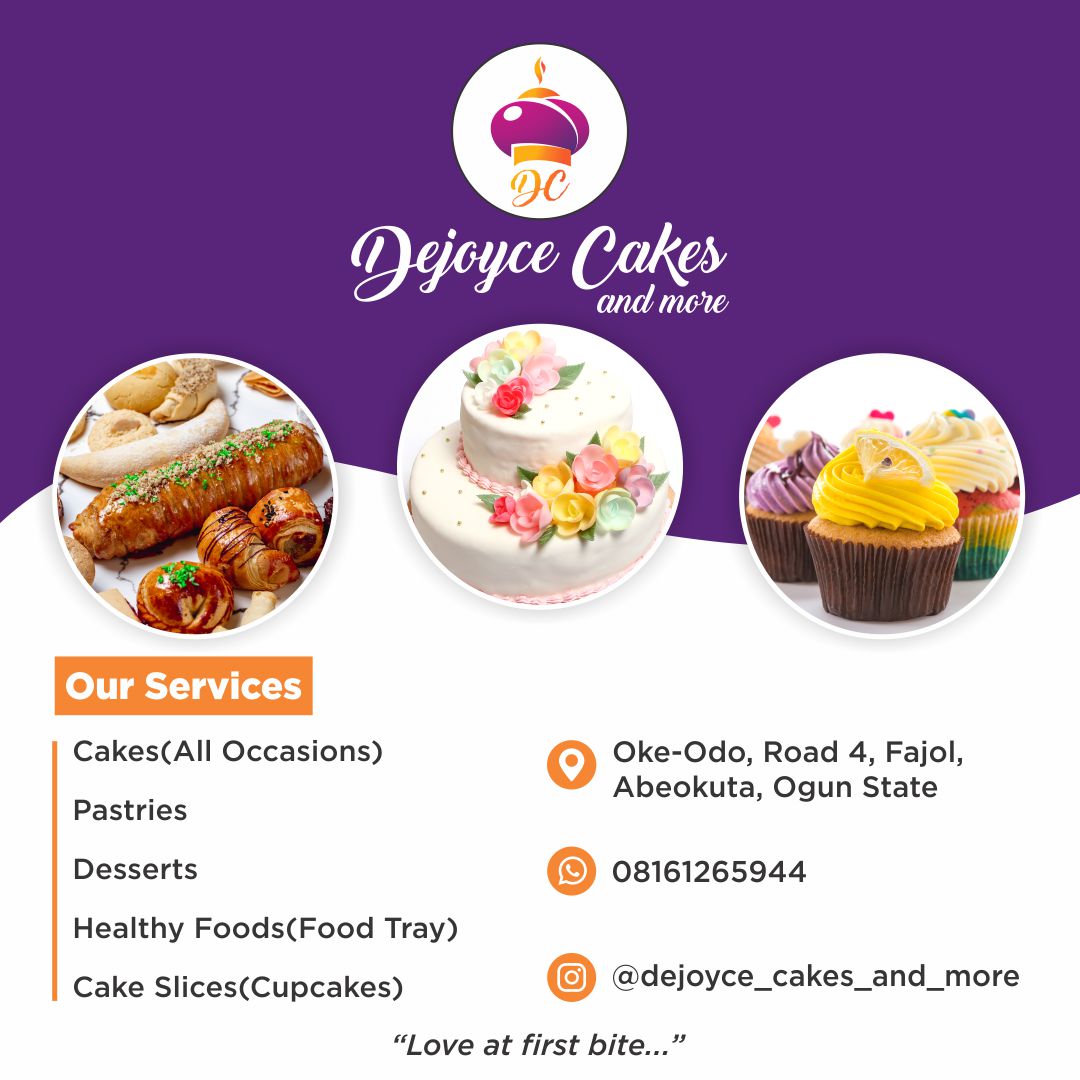 DC
Dejoyce Cakes
and more
Our Services
Cakes(All Occasions)
Pastries
Desserts
Healthy Foods(Food Tray)
Cake Slices(Cupcakes)
Oke-Odo, Road 4, Fajol,
Abeokuta, Ogun State
08161265944
@dejoyce_cakes_and_more
“Love at first bite...”